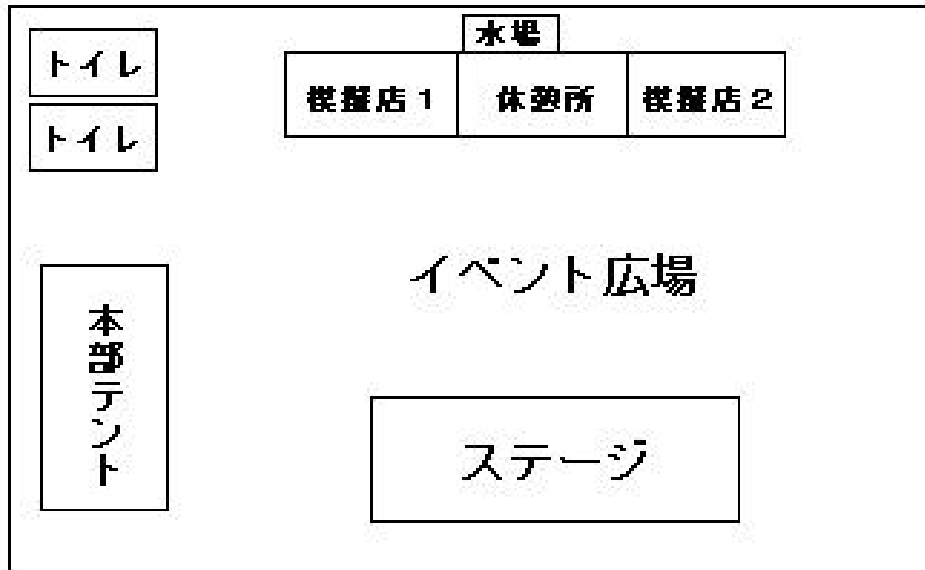 トイレ
トイレ
水場
模擬店1
休憩所
模擬店2
イベント広場
本部テント
ステージ